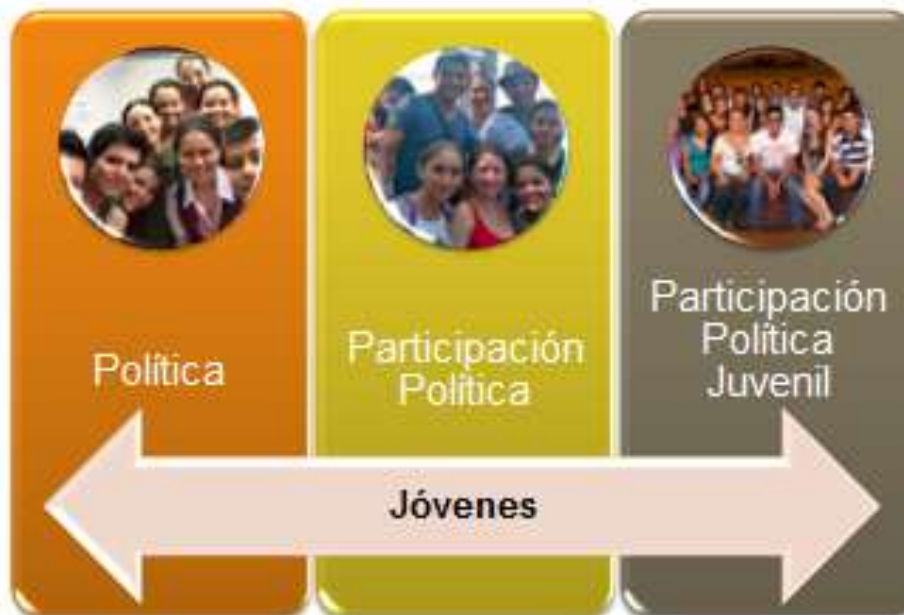 Política
Participación
Política
Participación
Política
Juvenil
Jóvenes